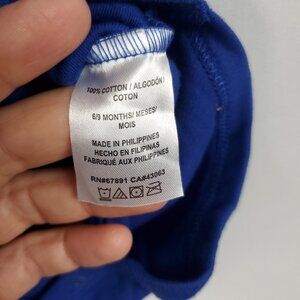 100% COTTON / ALGODÓN /
COTON
6/9 MONTHS/ MESES/
MOIS
MADE IN PHILIPPINES
HECHO EN FILIPINAS
FABRIQUÉ AUX PHILIPPINES
RN#67891 CA#43063